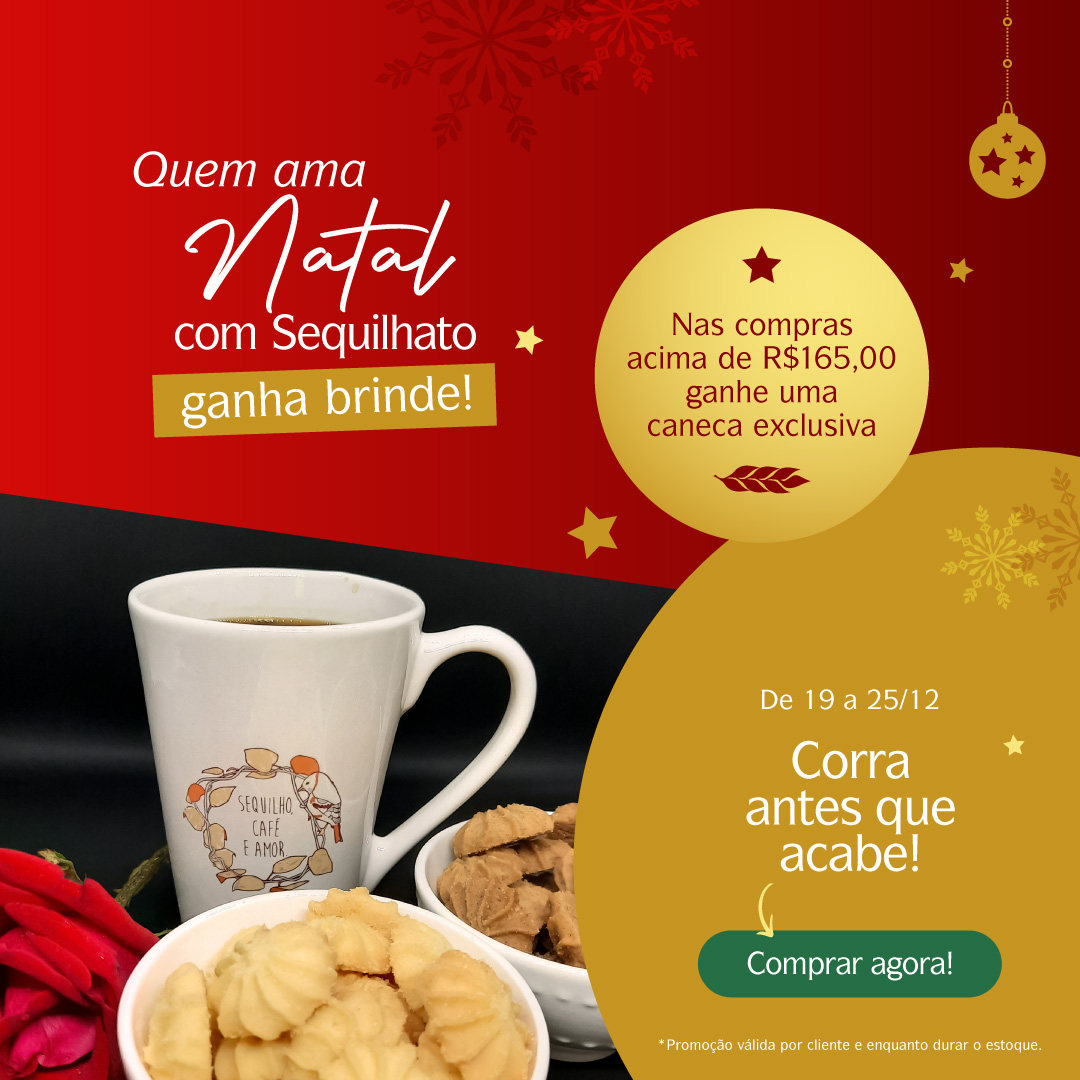 Quem ama
Natal
com Sequilhato
ganha brinde!
Nas compras
acima de R$165,00
ganhe uma
caneca exclusiva
SEQUILHO,
CAFÉ
E AMOR
De 19 a 25/12
Corra
antes que
acabe!
Comprar agora!
*Promoção válida por cliente e enquanto durar o estoque.